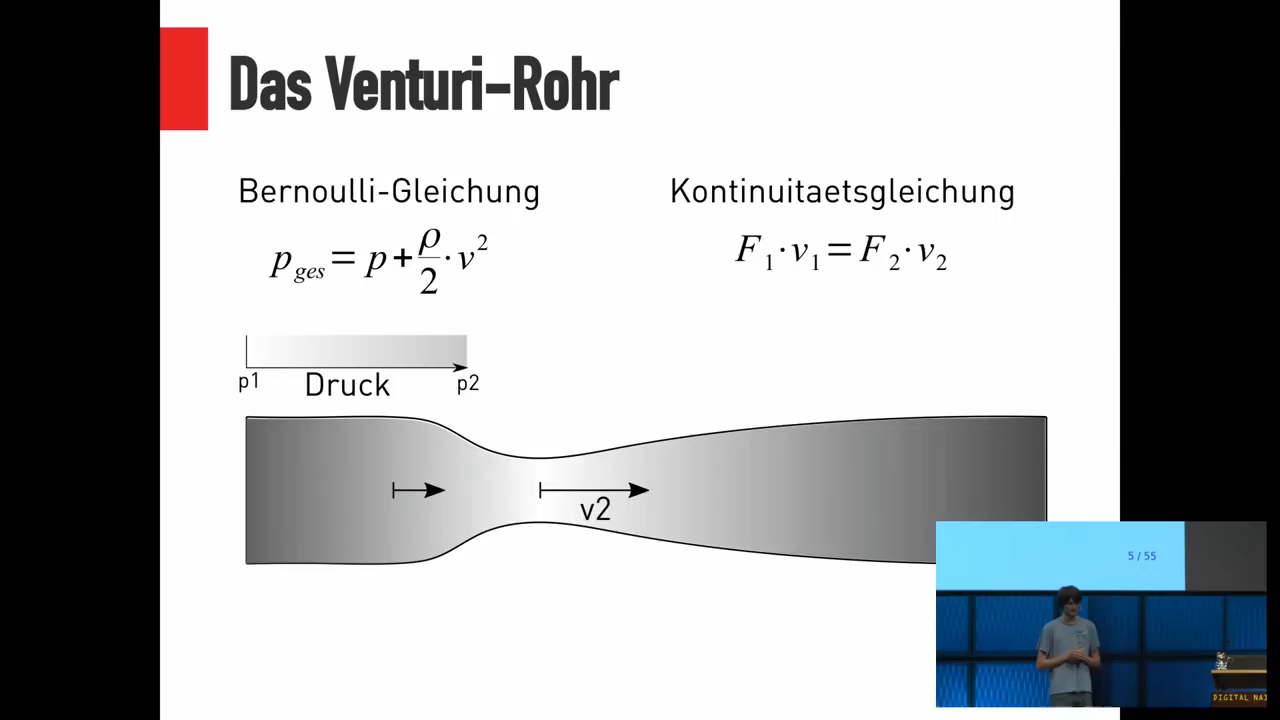 Das Venturi-Rohr
Bernoulli-Gleichung
p_ges = p + ρ/2 · v²
Kontinuitaetsgleichung
F₁ · v₁ = F₂ · v₂
p1
Druck
p2
v2
5 / 55
DIGITAL NAI